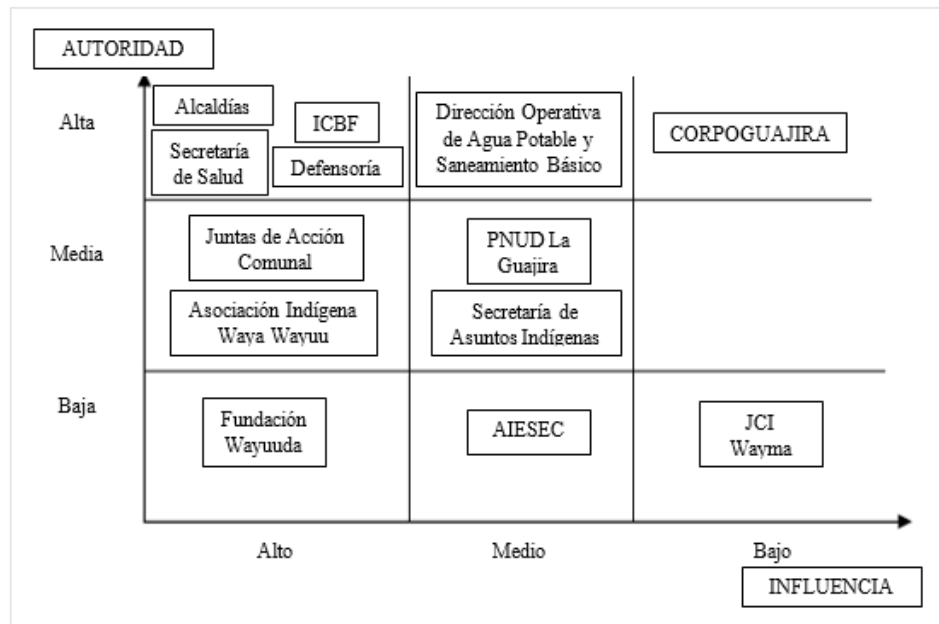 AUTORIDAD
Alta
Alcaldías
Secretaría
de Salud
ICBF
Defensoría
Dirección Operativa
de Agua Potable y
Saneamiento Básico
CORPOGUAJIRA
Media
Juntas de Acción
Comunal
Asociación Indígena
Waya Wayuu
PNUD La
Guajira
Secretaría de
Asuntos Indígenas
Baja
Fundación
Wayuuda
AIESEC
JCI
Wayma
Alto
Medio
Bajo
INFLUENCIA